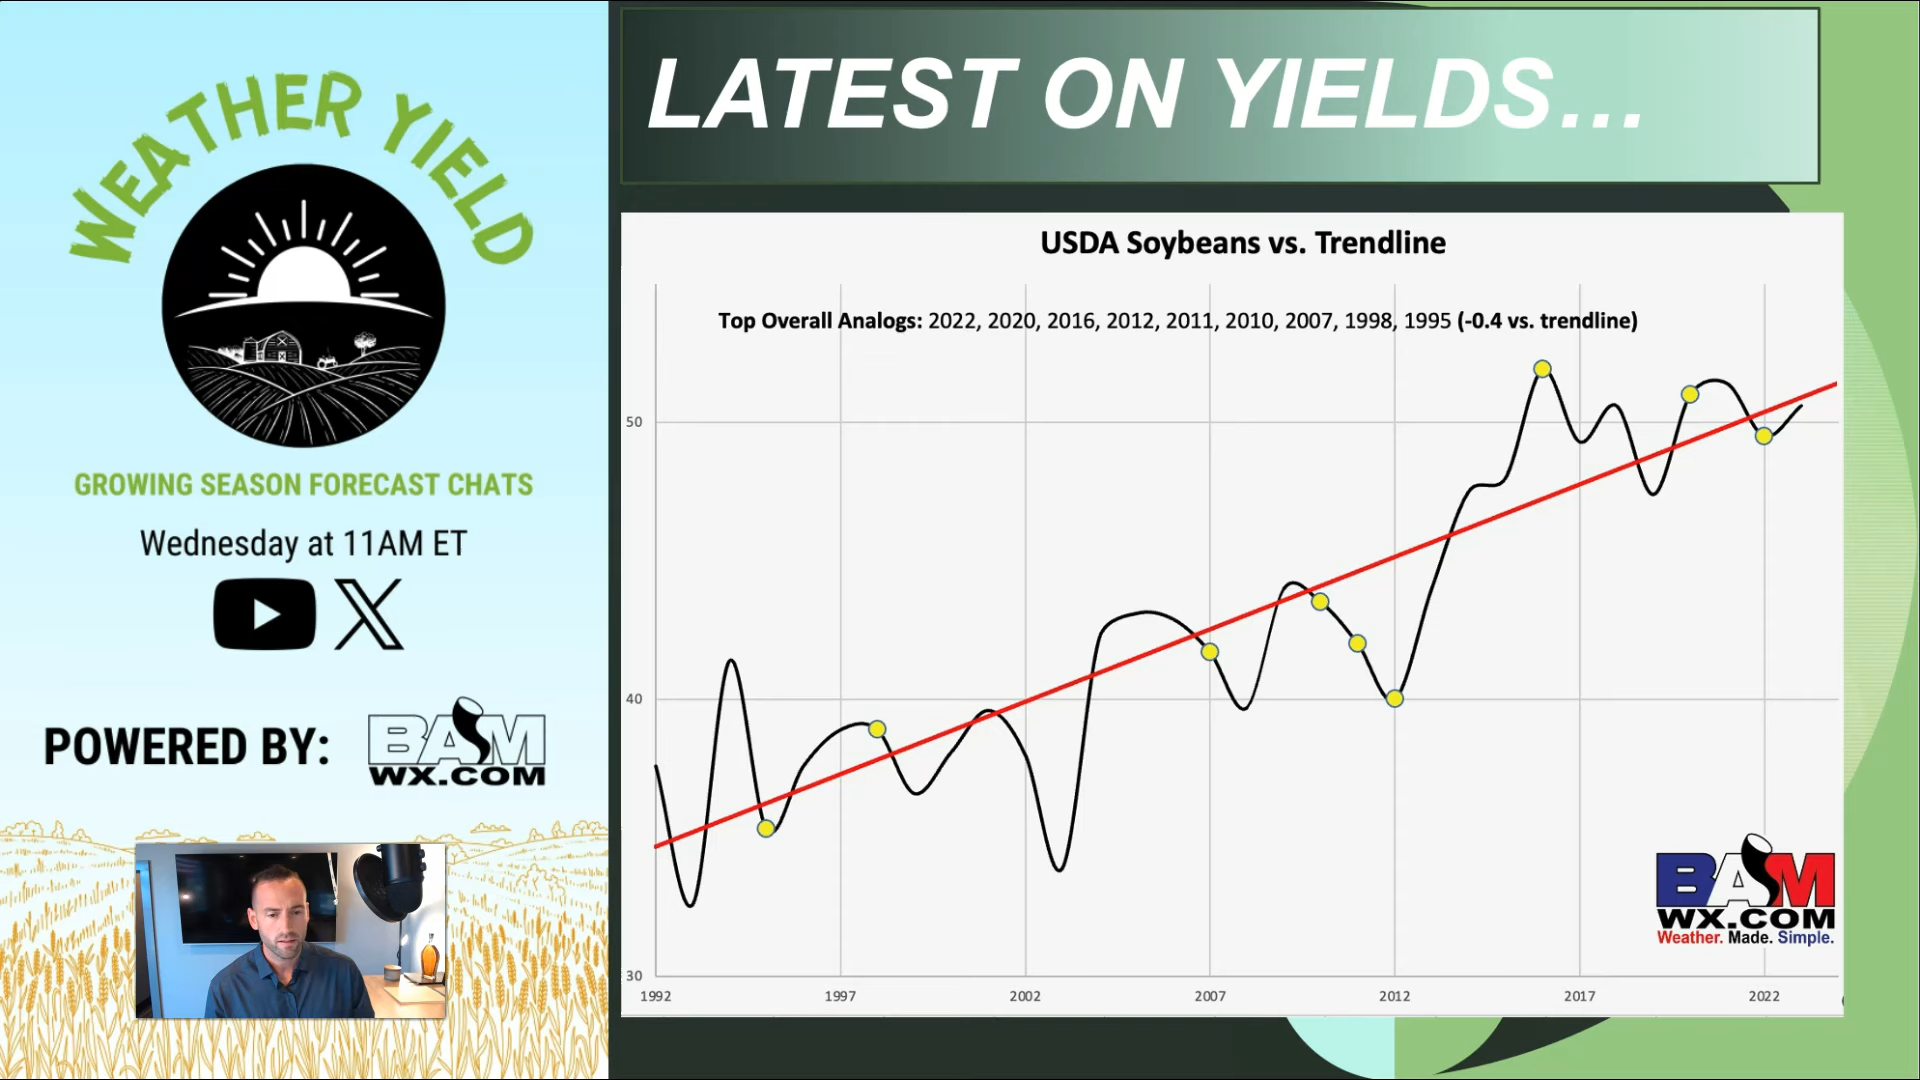 WEATHER YIELD
GROWING SEASON FORECAST CHATS
Wednesday at 11AM ET
POWERED BY:
BAM
WX.COM
LATEST ON YIELDS...
USDA Soybeans vs. Trendline
Top Overall Analogs: 2022, 2020, 2016, 2012, 2011, 2010, 2007, 1998, 1995 (-0.4 vs. trendline)
50
40
30
1992
1997
2002
2007
2012
2017
2022
BAM
WX.COM
Weather. Made. Simple.